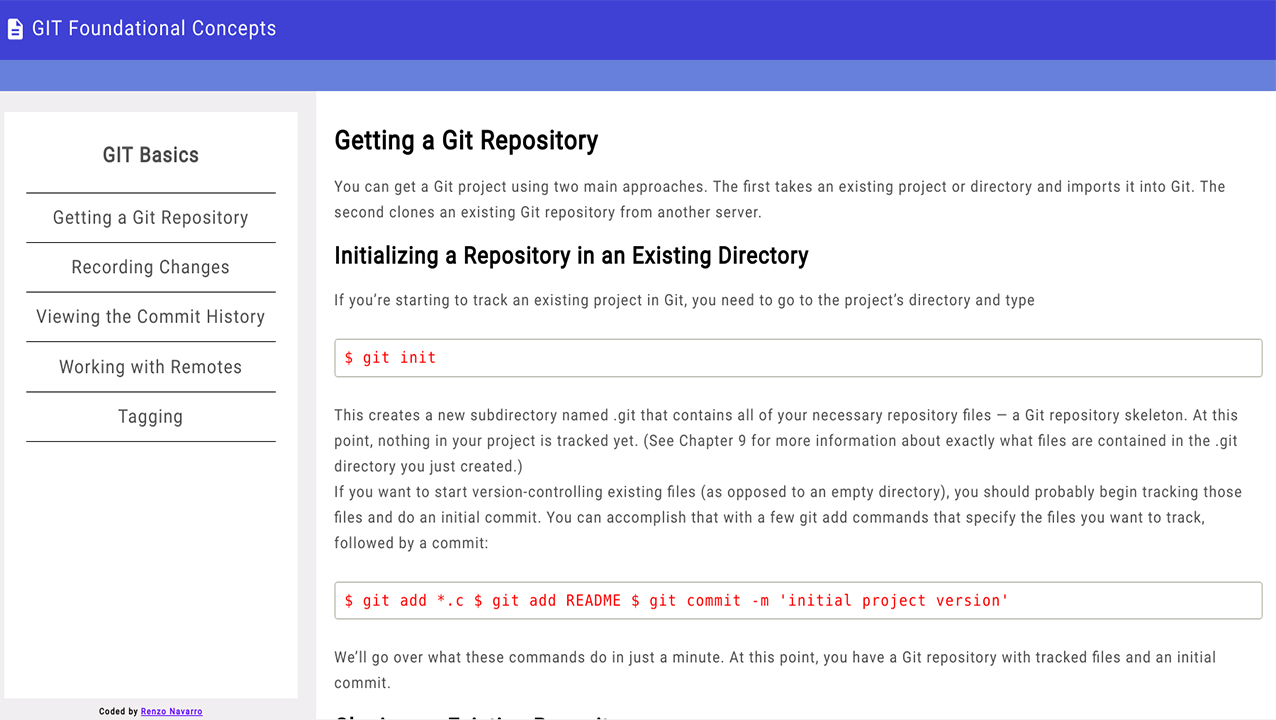 GIT Foundational Concepts
GIT Basics
Getting a Git Repository
Recording Changes
Viewing the Commit History
Working with Remotes
Tagging
Coded by Renzo Navarro
Getting a Git Repository
You can get a Git project using two main approaches. The first takes an existing project or directory and imports it into Git. The
second clones an existing Git repository from another server.
Initializing a Repository in an Existing Directory
If you’re starting to track an existing project in Git, you need to go to the project’s directory and type
$ git init
This creates a new subdirectory named .git that contains all of your necessary repository files — a Git repository skeleton. At this
point, nothing in your project is tracked yet. (See Chapter 9 for more information about exactly what files are contained in the .git
directory you just created.)
If you want to start version-controlling existing files (as opposed to an empty directory), you should probably begin tracking those
files and do an initial commit. You can accomplish that with a few git add commands that specify the files you want to track,
followed by a commit:
$ git add *.c $ git add README $ git commit -m 'initial project version'
We’ll go over what these commands do in just a minute. At this point, you have a Git repository with tracked files and an initial
commit.